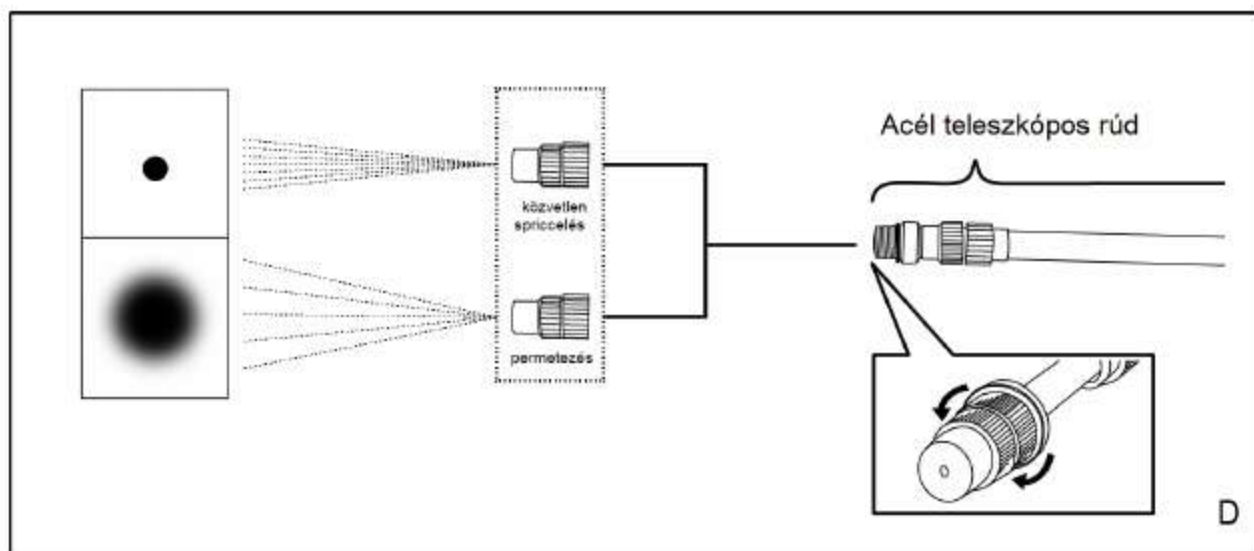 Acél teleszkópos rúd
közvetlen
spriccelés
permetezés
D